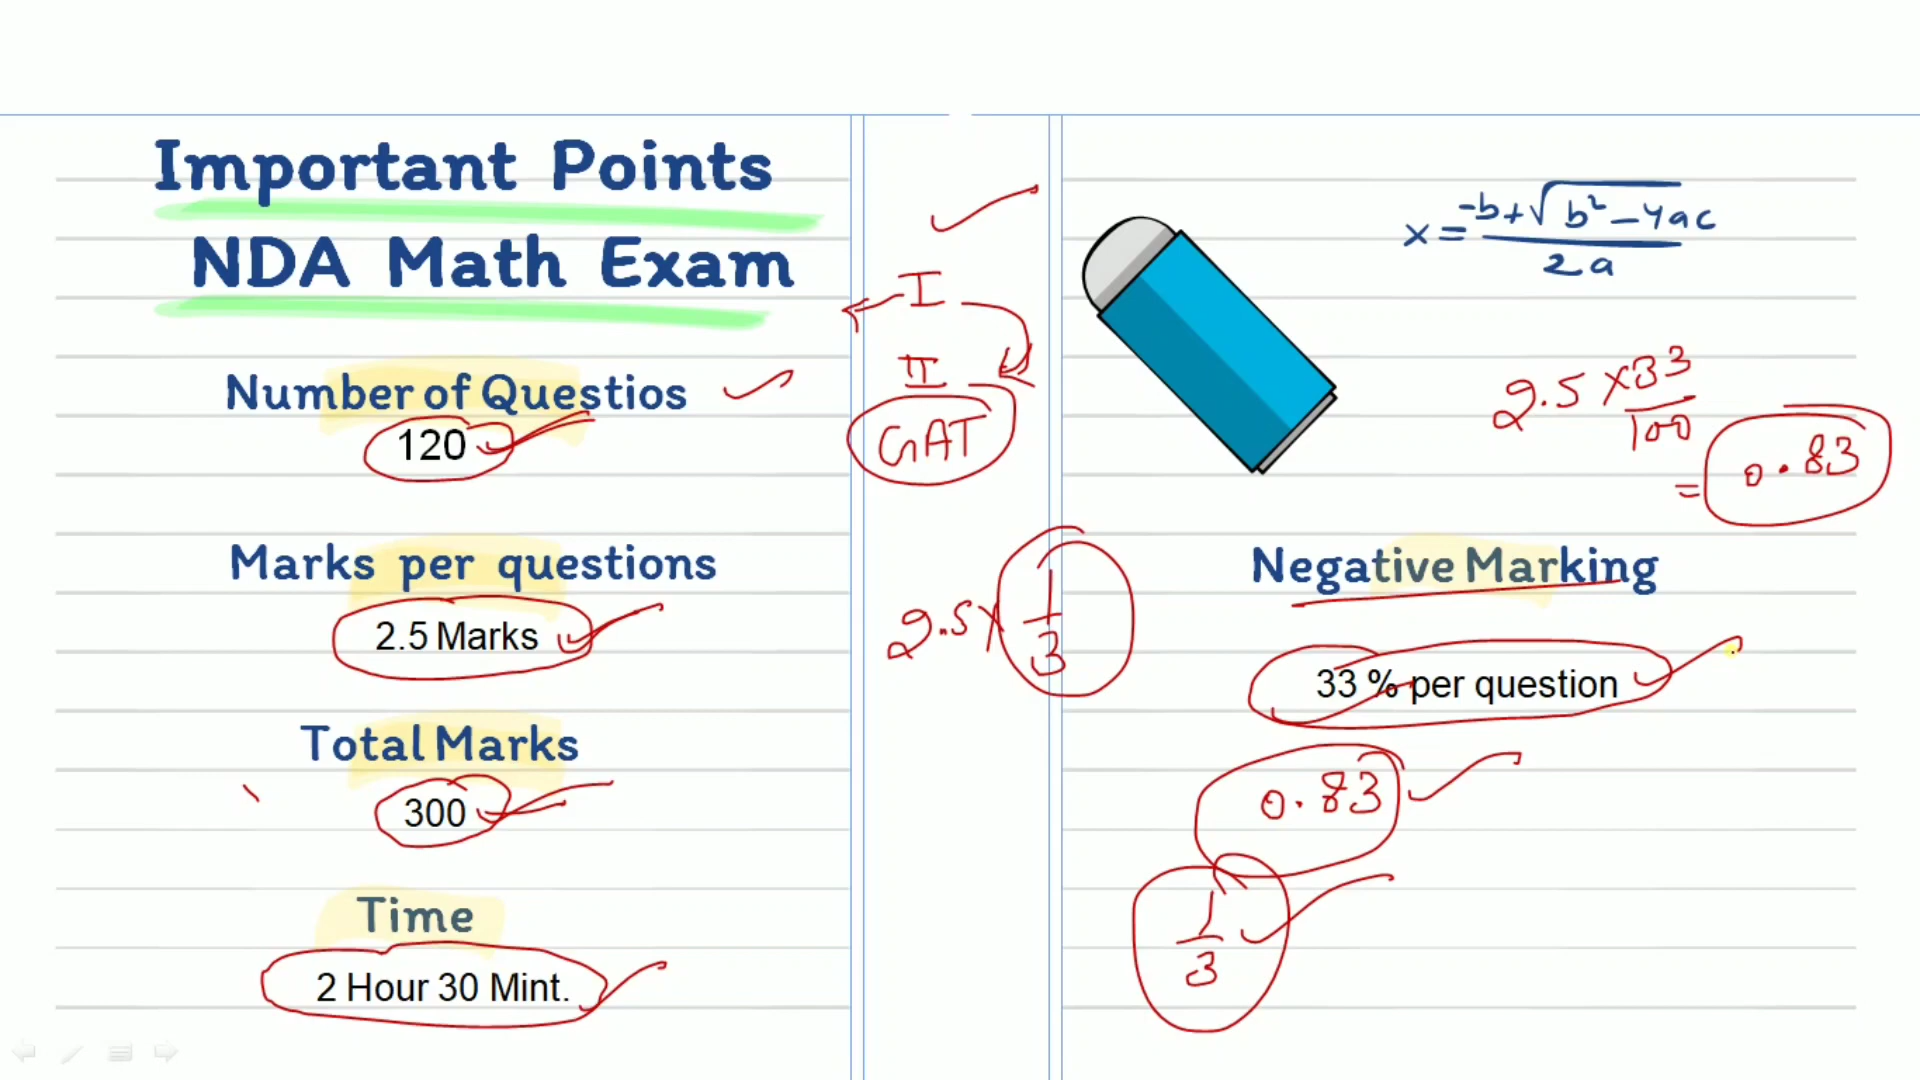 Important Points
NDA Math Exam
Number of Questios
120
Marks per questions
2.5 Marks
Total Marks
300
Time
2 Hour 30 Mint.
I
II
GAT
2.5 × 1/3
x = -b+√b²-4ac / 2a
2.5 × 33/100
= 0.83
Negative Marking
33 % per question
0.83
1/3